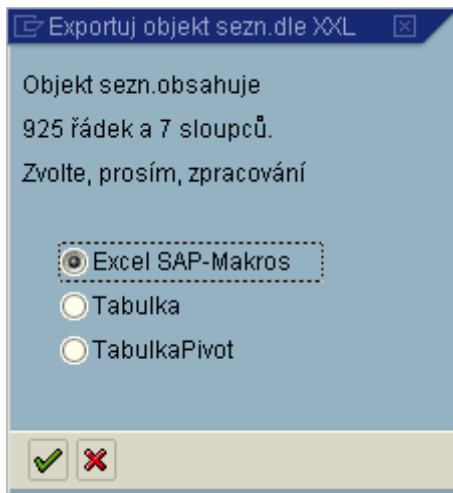 Exportuj objekt sezn.dle XXL
Objekt sezn.obsahuje
925 řádek a 7 sloupců.
Zvolte, prosím, zpracování
Excel SAP-Makros
Tabulka
TabulkaPivot